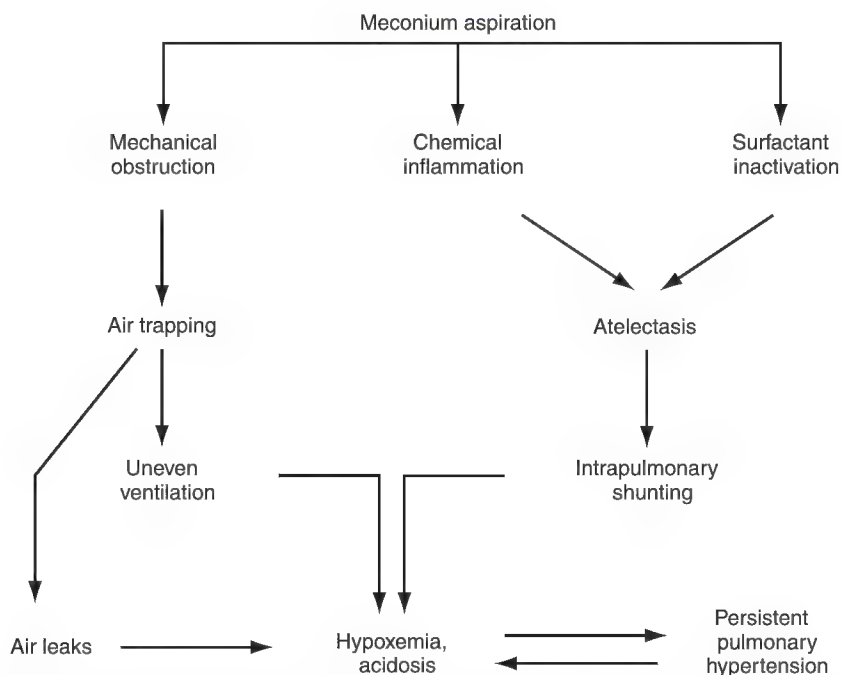 Meconium aspiration
Mechanical
obstruction
Chemical
inflammation
Surfactant
inactivation
Air trapping
Atelectasis
Uneven
ventilation
Intrapulmonary
shunting
Air leaks
Hypoxemia,
acidosis
Persistent
pulmonary
hypertension